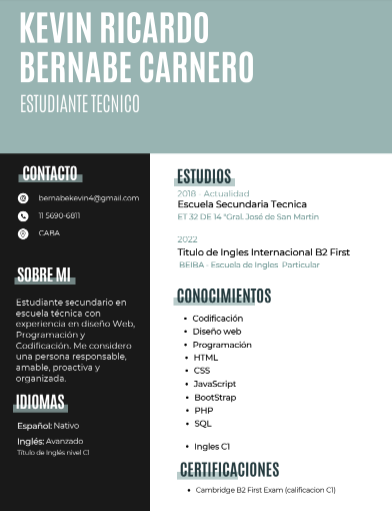 KEVIN RICARDO
BERNABE CARNERO
ESTUDIANTE TECNICO
CONTACTO
bernabekevin4@gmail.com
11 5690-6811
CABA
SOBRE MI
Estudiante secundario en
escuela técnica con
experiencia en diseño Web,
Programación y
Codificación. Me considero
una persona responsable,
amable, proactiva y
organizada.
IDIOMAS
Español: Nativo
Inglés: Avanzado
Título de Inglés nivel C1
ESTUDIOS
2018 - Actualidad
Escuela Secundaria Tecnica
ET 32 DE 14 "Gral. José de San Martin
2022
Titulo de Ingles Internacional B2 First
BEIBA - Escuela de Ingles Particular
CONOCIMIENTOS
• Codificación
• Diseño web
• Programación
• HTML
• CSS
• JavaScript
• BootStrap
• PHP
• SQL
• Ingles C1
CERTIFICACIONES
• Cambridge B2 First Exam (calificacion C1)